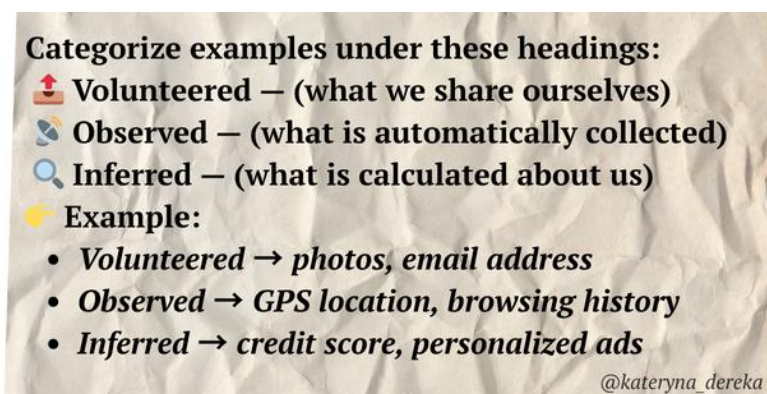 Categorize examples under these headings:
📤 Volunteered — (what we share ourselves)
📡 Observed — (what is automatically collected)
🔍 Inferred — (what is calculated about us)
👉 Example:
• Volunteered → photos, email address
• Observed → GPS location, browsing history
• Inferred → credit score, personalized ads
@kateryna_dereka